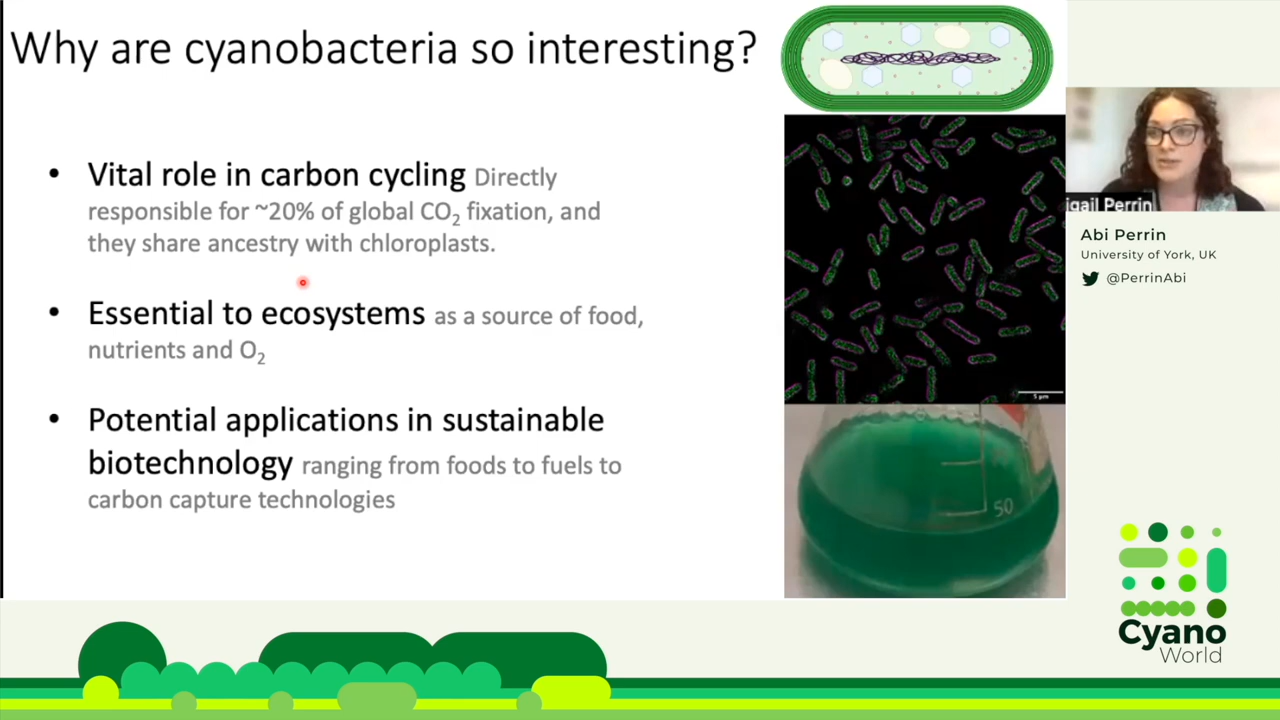 Why are cyanobacteria so interesting?
• Vital role in carbon cycling Directly
responsible for ~20% of global CO₂ fixation, and
they share ancestry with chloroplasts.
• Essential to ecosystems as a source of food,
nutrients and O₂
• Potential applications in sustainable
biotechnology ranging from foods to fuels to
carbon capture technologies
5 µm
50
igail Perrin
Abi Perrin
University of York, UK
@PerrinAbi
Cyano
World